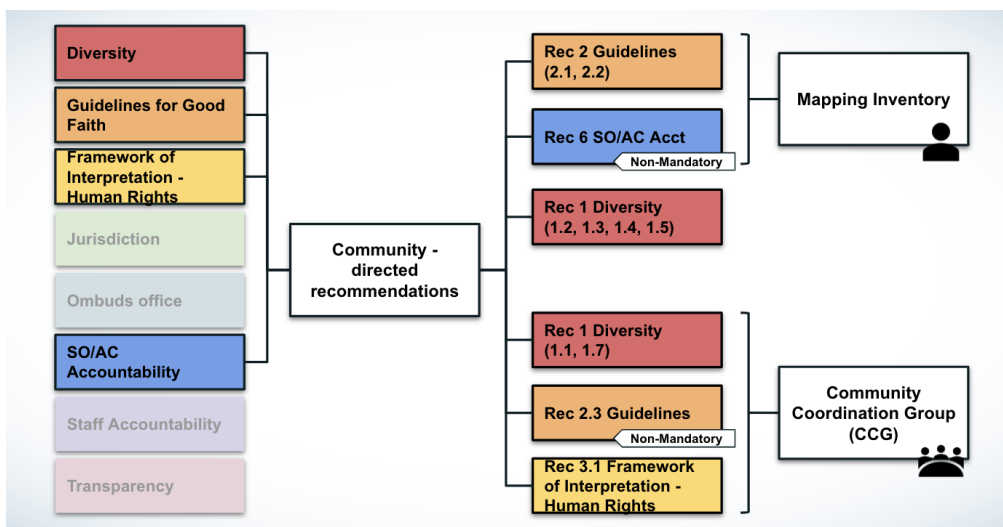 Diversity
Guidelines for Good
Faith
Framework of
Interpretation -
Human Rights
Jurisdiction
Ombuds office
SO/AC
Accountability
Staff Accountability
Transparency
Community -
directed
recommendations
Rec 2 Guidelines
(2.1, 2.2)
Rec 6 SO/AC Acct
Non-Mandatory
Rec 1 Diversity
(1.2, 1.3, 1.4, 1.5)
Rec 1 Diversity
(1.1, 1.7)
Rec 2.3 Guidelines
Non-Mandatory
Rec 3.1 Framework
of Interpretation -
Human Rights
Mapping Inventory
Community
Coordination Group
(CCG)